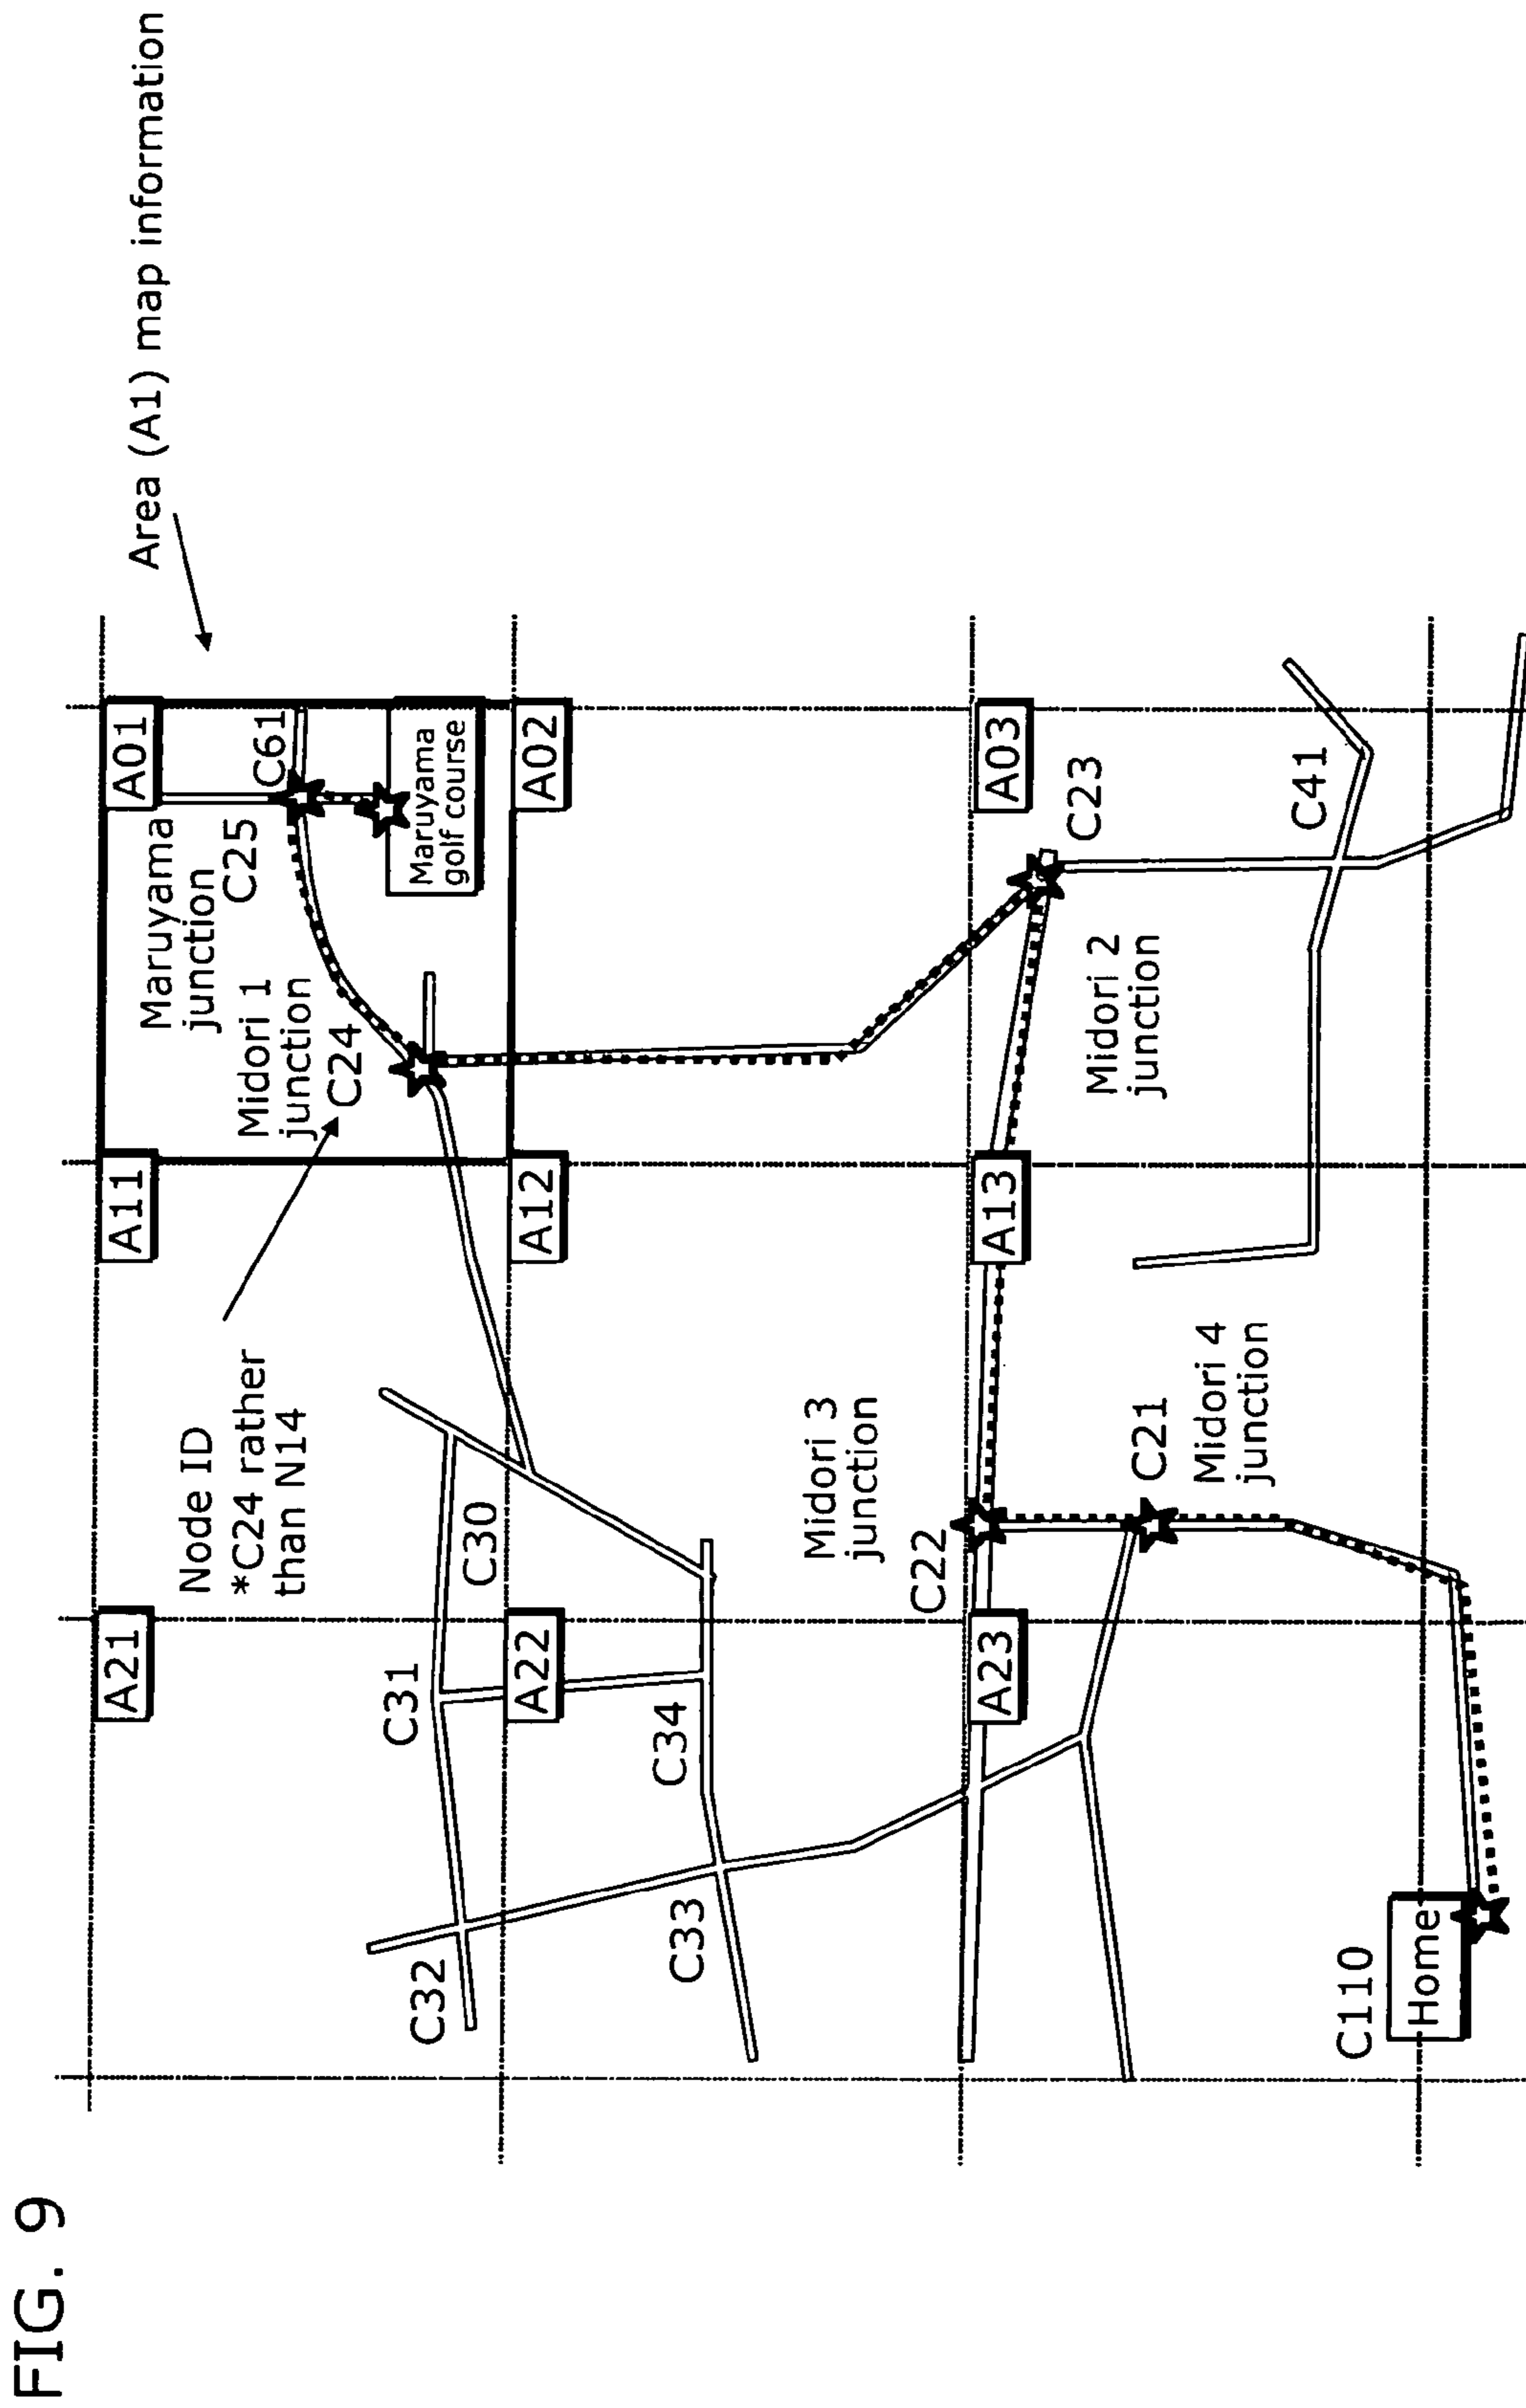 FIG. 9
Area (A1) map information
A21
A11
A01
Maruyama
junction
C25
C61
Midori 1
junction
C24
Node ID
*C24 rather
than N14
Maruyama
golf course
C32
C31
C30
A22
A12
A02
C33
C34
Midori 3
junction
C22
A23
A13
A03
C23
Midori 2
junction
C21
Midori 4
junction
C41
C110
Home